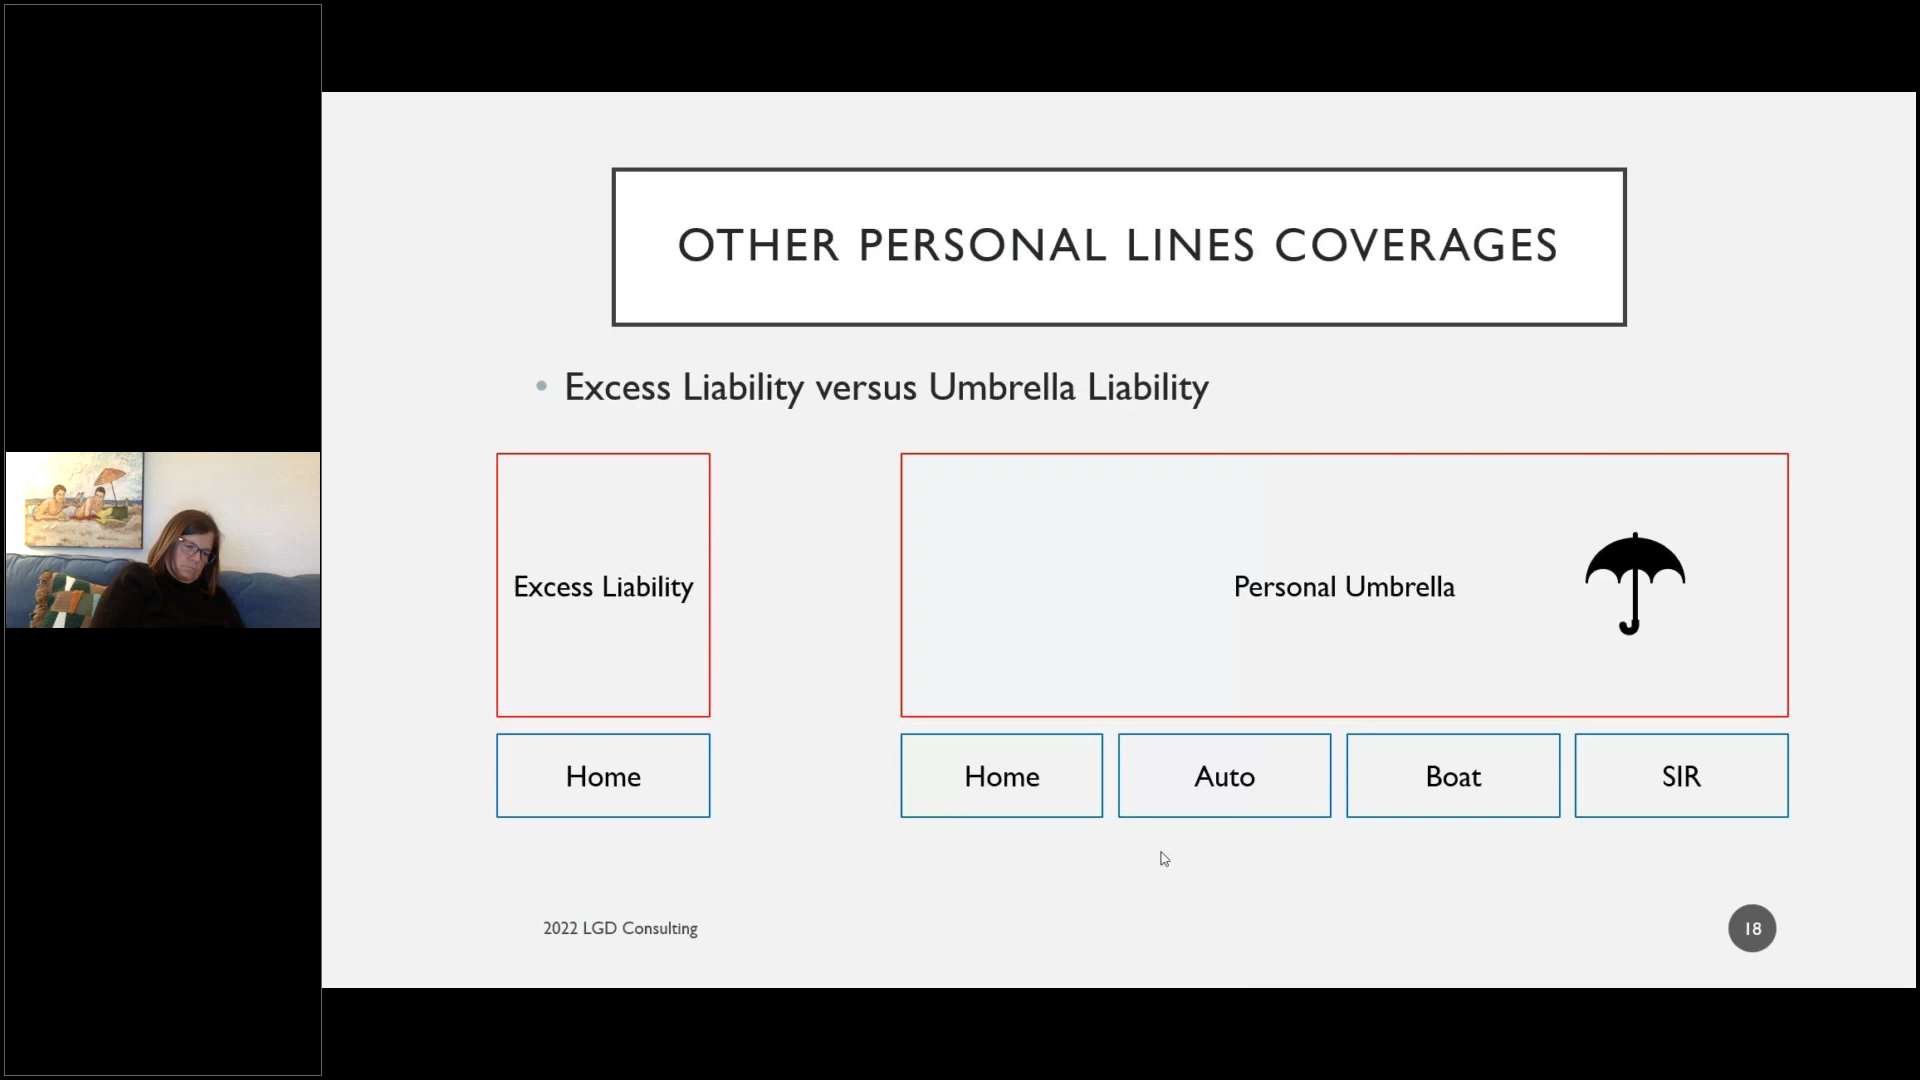 OTHER PERSONAL LINES COVERAGES
• Excess Liability versus Umbrella Liability
Excess Liability
Personal Umbrella
Home
Home
Auto
Boat
SIR
2022 LGD Consulting
18